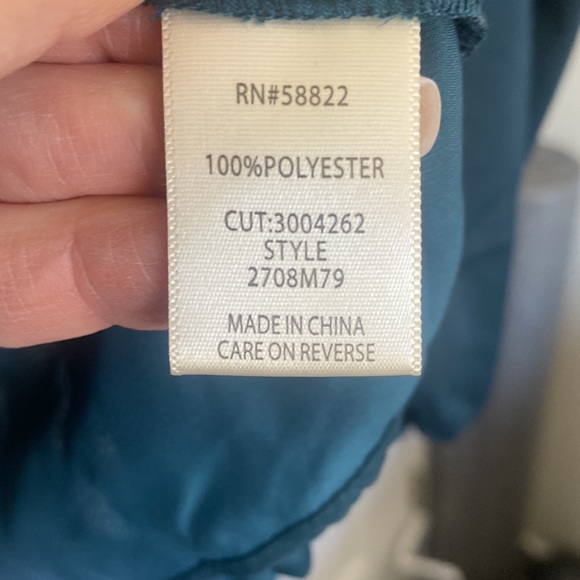 RN#58822
100%POLYESTER
CUT:3004262
STYLE
2708M79
MADE IN CHINA
CARE ON REVERSE